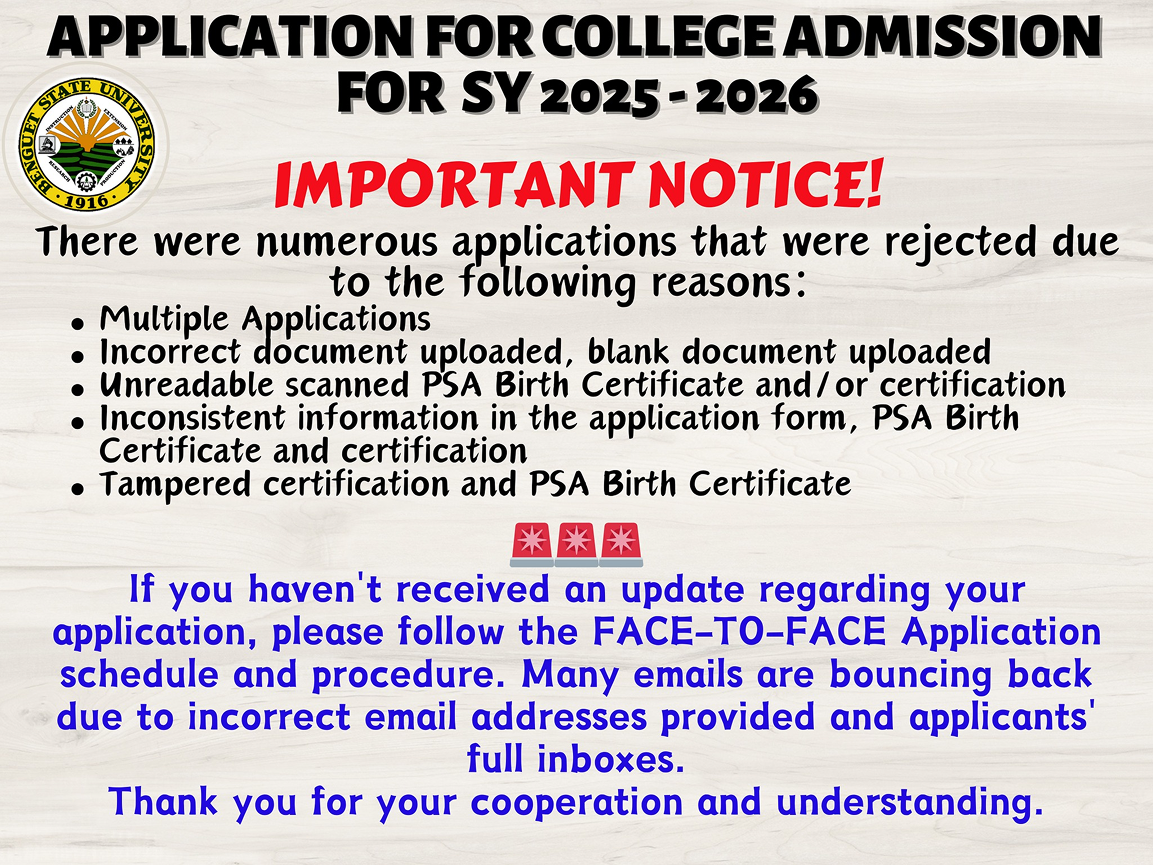 APPLICATION FOR COLLEGE ADMISSION
FOR SY 2025 - 2026
BENGUET STATE UNIVERSITY
INSTRUCTION
EXTENSION
RESEARCH
PRODUCTION
· 1916 ·
IMPORTANT NOTICE!
There were numerous applications that were rejected due
to the following reasons:
• Multiple Applications
• Incorrect document uploaded, blank document uploaded
• Unreadable scanned PSA Birth Certificate and/or certification
• Inconsistent information in the application form, PSA Birth
Certificate and certification
• Tampered certification and PSA Birth Certificate
If you haven't received an update regarding your
application, please follow the FACE-TO-FACE Application
schedule and procedure. Many emails are bouncing back
due to incorrect email addresses provided and applicants'
full inboxes.
Thank you for your cooperation and understanding.